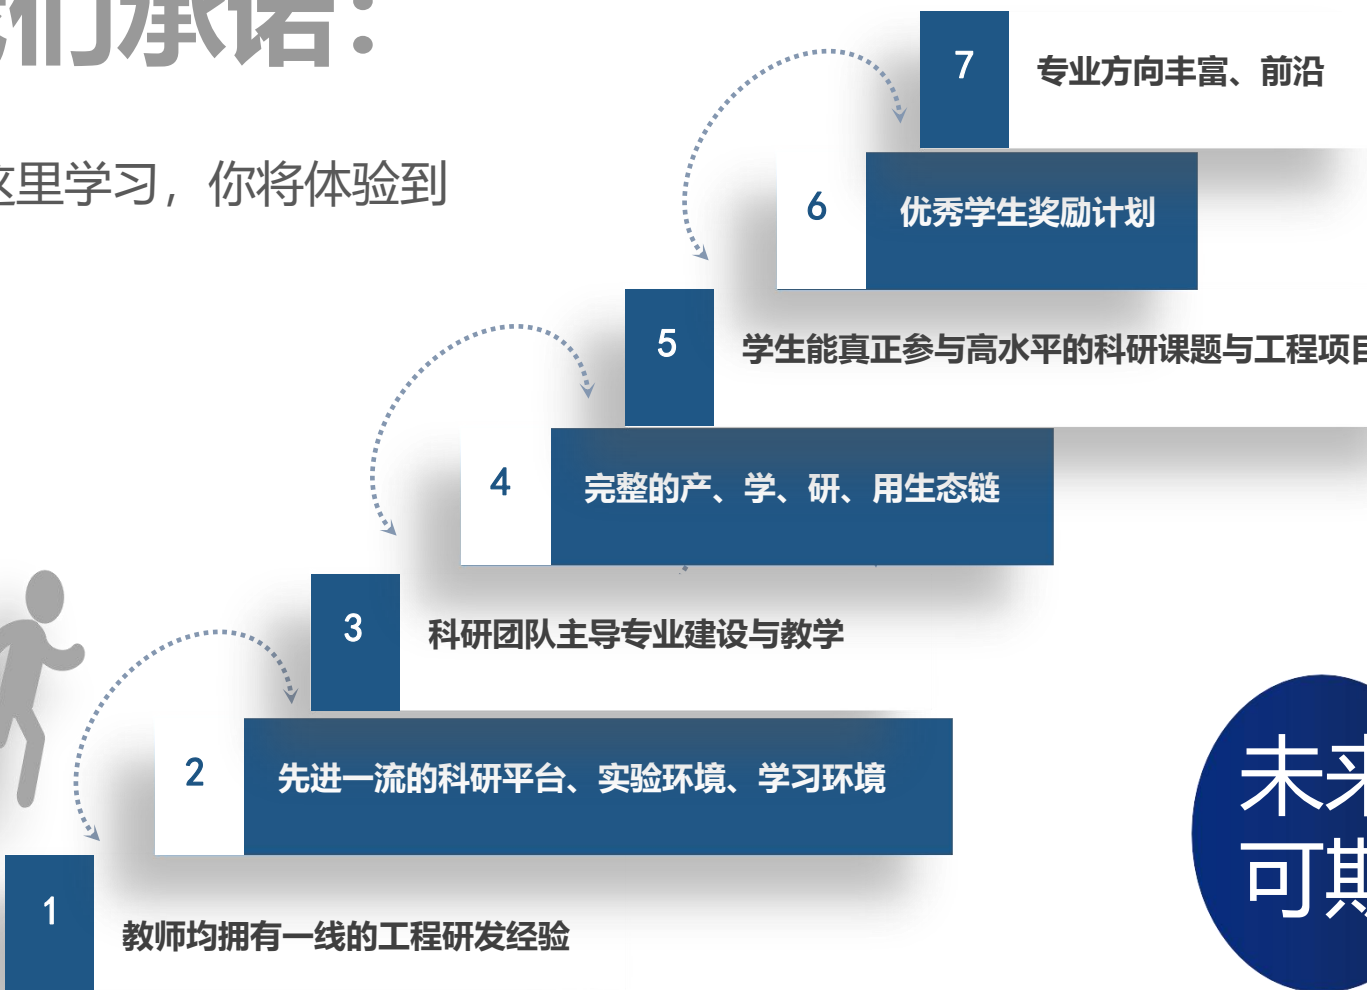 们承诺：
这里学习，你将体验到
7 专业方向丰富、前沿
6 优秀学生奖励计划
5 学生能真正参与高水平的科研课题与工程项目
4 完整的产、学、研、用生态链
3 科研团队主导专业建设与教学
2 先进一流的科研平台、实验环境、学习环境
1 教师均拥有一线的工程研发经验
未来
可期